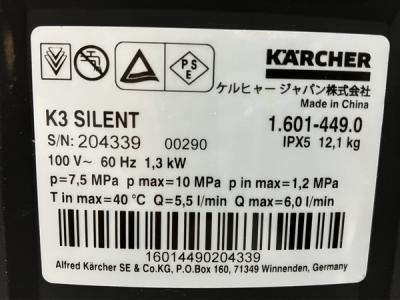 PS
E
KÄRCHER
ケルヒャー ジャパン株式会社
Made in China
K3 SILENT
1.601-449.0
S/N: 204339 00290
IPX5 12,1 kg
100 V~ 60 Hz 1,3 kW
p=7,5 MPa p max=10 MPa p in max=1,2 MPa
T in max=40 °C Q=5,5 l/min Q max=6,0 l/min
16014490204339
Alfred Kärcher SE & Co.KG, P.O.Box 160, 71349 Winnenden, Germany